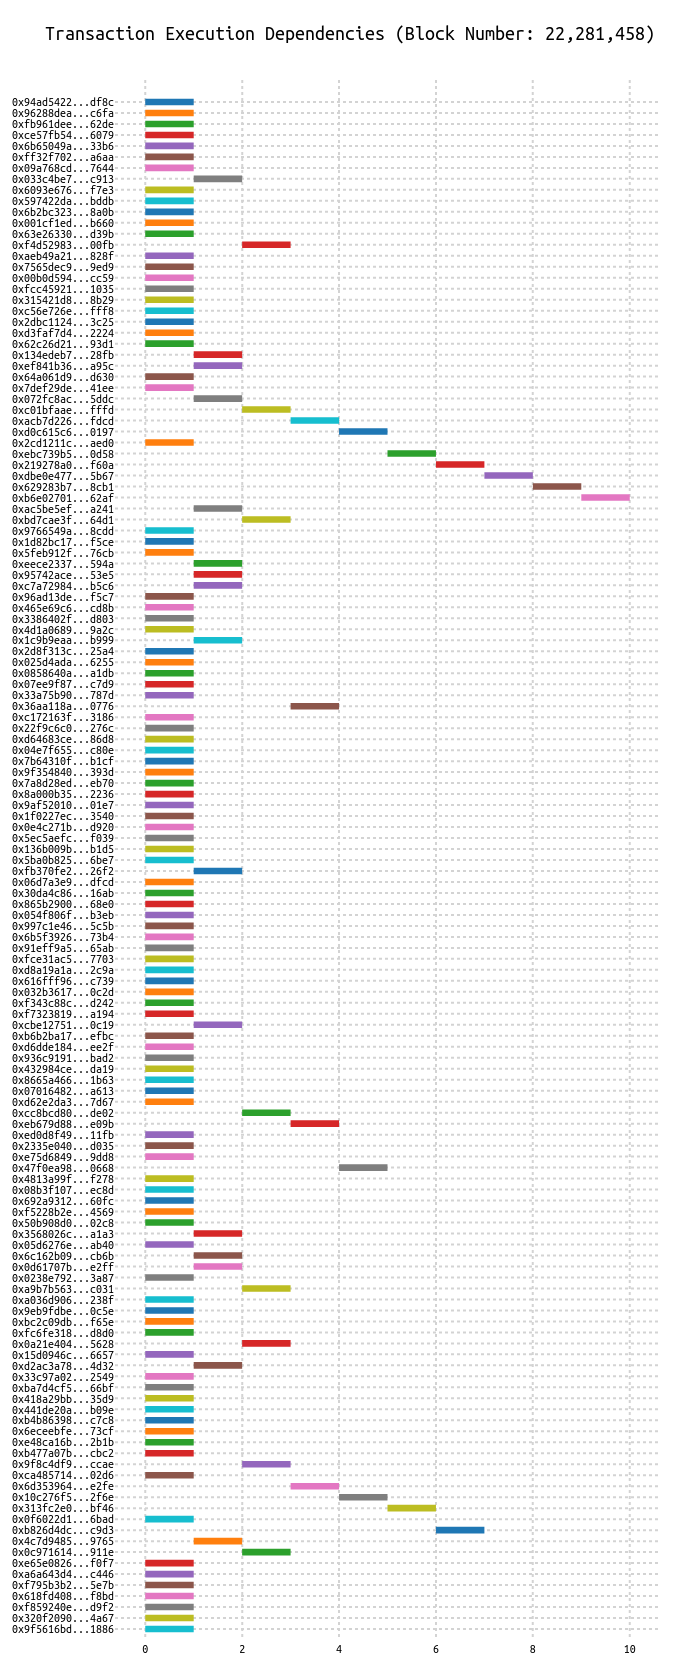 Transaction Execution Dependencies (Block Number: 22,281,458)
0x94ad5422...df8c
0x96288dea...c6fa
0xfb961dee...62de
0xce57fb54...6079
0x6b65049a...33b6
0xff32f702...a6aa
0x09a768cd...7644
0x033c4be7...c913
0x6093e676...f7e3
0x597422da...bddb
0x6b2bc323...8a0b
0x001cf1ed...b660
0x63e26330...d39b
0xf4d52983...00fb
0xaeb49a21...828f
0x7565dec9...9ed9
0x00b0d594...cc59
0xfcc45921...1035
0x315421d8...8b29
0xc56e726e...fff8
0x2dbc1124...3c25
0xd3faf7d4...2224
0x62c26d21...93d1
0x134edeb7...28fb
0xef841b36...a95c
0x64a061d9...d630
0x7def29de...41ee
0x072fc8ac...5ddc
0xc01bfaae...fffd
0xacb7d226...fdcd
0xd0c615c6...0197
0x2cd1211c...aed0
0xebc739b5...0d58
0x219278a0...f60a
0xdbe0e477...5b67
0x629283b7...8cb1
0xb6e02701...62af
0xac5be5ef...a241
0xbd7cae3f...64d1
0x9766549a...8cdd
0x1d82bc17...f5ce
0x5feb912f...76cb
0xeece2337...594a
0x95742ace...53e5
0xc7a72984...b5c6
0x96ad13de...f5c7
0x465e69c6...cd8b
0x3386402f...d803
0x4d1a0689...9a2c
0x1c9b9eaa...b999
0x2d8f313c...25a4
0x025d4ada...6255
0x0858640a...a1db
0x07ee9f87...c7d9
0x33a75b90...787d
0x36aa118a...0776
0xc172163f...3186
0x22f9c6c0...276c
0xd64683ce...86d8
0x04e7f655...c80e
0x7b64310f...b1cf
0x9f354840...393d
0x7a8d28ed...eb70
0x8a000b35...2236
0x9af52010...01e7
0x1f0227ec...3540
0x0e4c271b...d920
0x5ec5aefc...f039
0x136b009b...b1d5
0x5ba0b825...6be7
0xfb370fe2...26f2
0x06d7a3e9...dfcd
0x30da4c86...16ab
0x865b2900...68e0
0x054f806f...b3eb
0x997c1e46...5c5b
0x6b5f3926...73b4
0x91eff9a5...65ab
0xfce31ac5...7703
0xd8a19a1a...2c9a
0x616fff96...c739
0x032b3617...0c2d
0xf343c88c...d242
0xf7323819...a194
0xcbe12751...0c19
0xb6b2ba17...efbc
0xd6dde184...ee2f
0x936c9191...bad2
0x432984ce...da19
0x8665a466...1b63
0x07016482...a613
0xd62e2da3...7d67
0xcc8bcd80...de02
0xeb679d88...e09b
0xed0d8f49...11fb
0x2335e040...d035
0xe75d6849...9dd8
0x47f0ea98...0668
0x4813a99f...f278
0x08b3f107...ec8d
0x692a9312...60fc
0xf5228b2e...4569
0x50b908d0...02c8
0x3568026c...a1a3
0x05d6276e...ab40
0x6c162b09...cb6b
0x0d61707b...e2ff
0x0238e792...3a87
0xa9b7b563...c031
0xa036d906...238f
0x9eb9fdbe...0c5e
0xbc2c09db...f65e
0xfc6fe318...d8d0
0x0a21e404...5628
0x15d0946c...6657
0xd2ac3a78...4d32
0x33c97a02...2549
0xba7d4cf5...66bf
0x418a29bb...35d9
0x441de20a...b09e
0xb4b86398...c7c8
0x6eceebfe...73cf
0xe48ca16b...2b1b
0xb477a07b...cbc2
0x9f8c4df9...ccae
0xca485714...02d6
0x6d353964...e2fe
0x10c276f5...2f6e
0x313fc2e0...bf46
0x0f6022d1...6bad
0xb826d4dc...c9d3
0x4c7d9485...9765
0x0c971614...911e
0xe65e0826...f0f7
0xa6a643d4...c446
0xf795b3b2...5e7b
0x618fd408...f8bd
0xf859240e...d9f2
0x320f2090...4a67
0x9f5616bd...1886
0 2 4 6 8 10